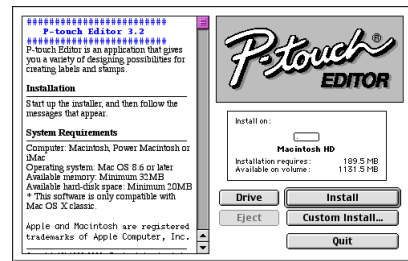 ##########################
P-touch Editor 3.2
##########################
P-touch Editor is an application that gives
you a variety of designing possibilities for
creating labels and stamps.
Installation
Start up the installer, and then follow the
messages that appear.
System Requirements
Computer: Macintosh, Power Macintosh or
iMac
Operating system: Mac OS 8.6 or later
Available memory: Minimum 32MB
Available hard-disk space: Minimum 20MB
* This software is only compatible with
Mac OS X classic.
Apple and Macintosh are registered
trademarks of Apple Computer, Inc.
P-touch®
EDITOR
Install on:
Macintosh HD
Installation requires: 189.5 MB
Available on volume: 1131.5 MB
Drive
Install
Eject
Custom Install...
Quit